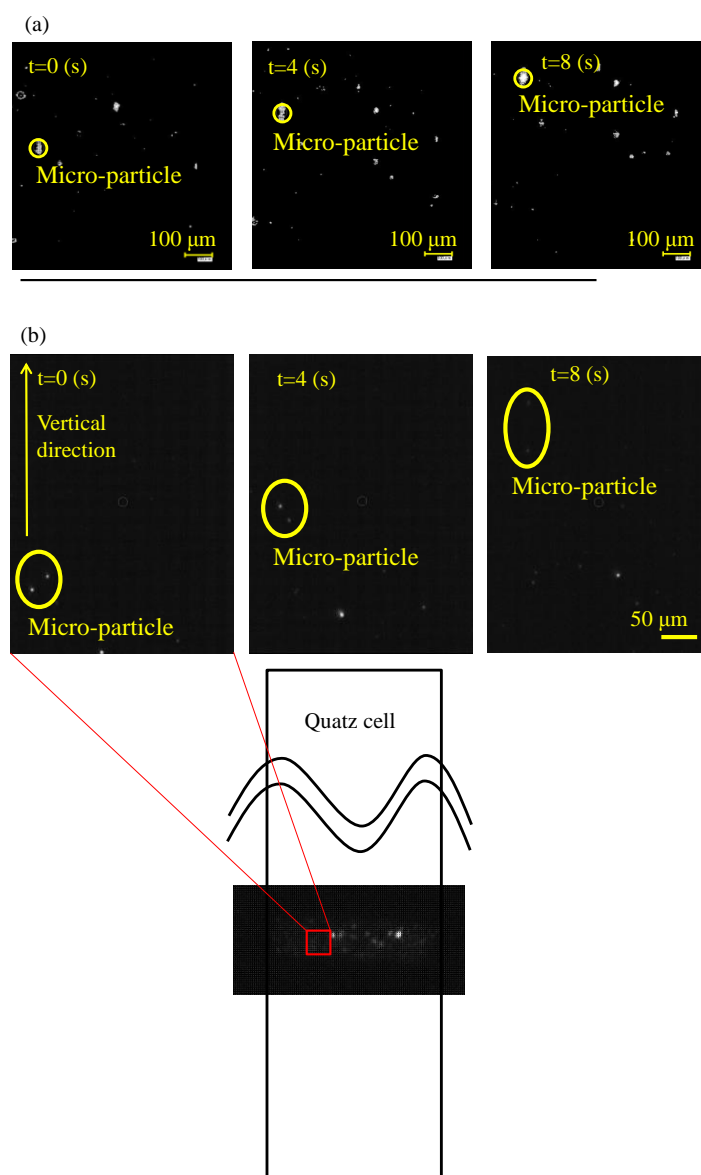 (a)
t=0 (s)
Micro-particle
100 μm
t=4 (s)
Micro-particle
100 μm
t=8 (s)
Micro-particle
100 μm
(b)
t=0 (s)
Vertical
direction
Micro-particle
t=4 (s)
Micro-particle
t=8 (s)
Micro-particle
50 μm
Quatz cell